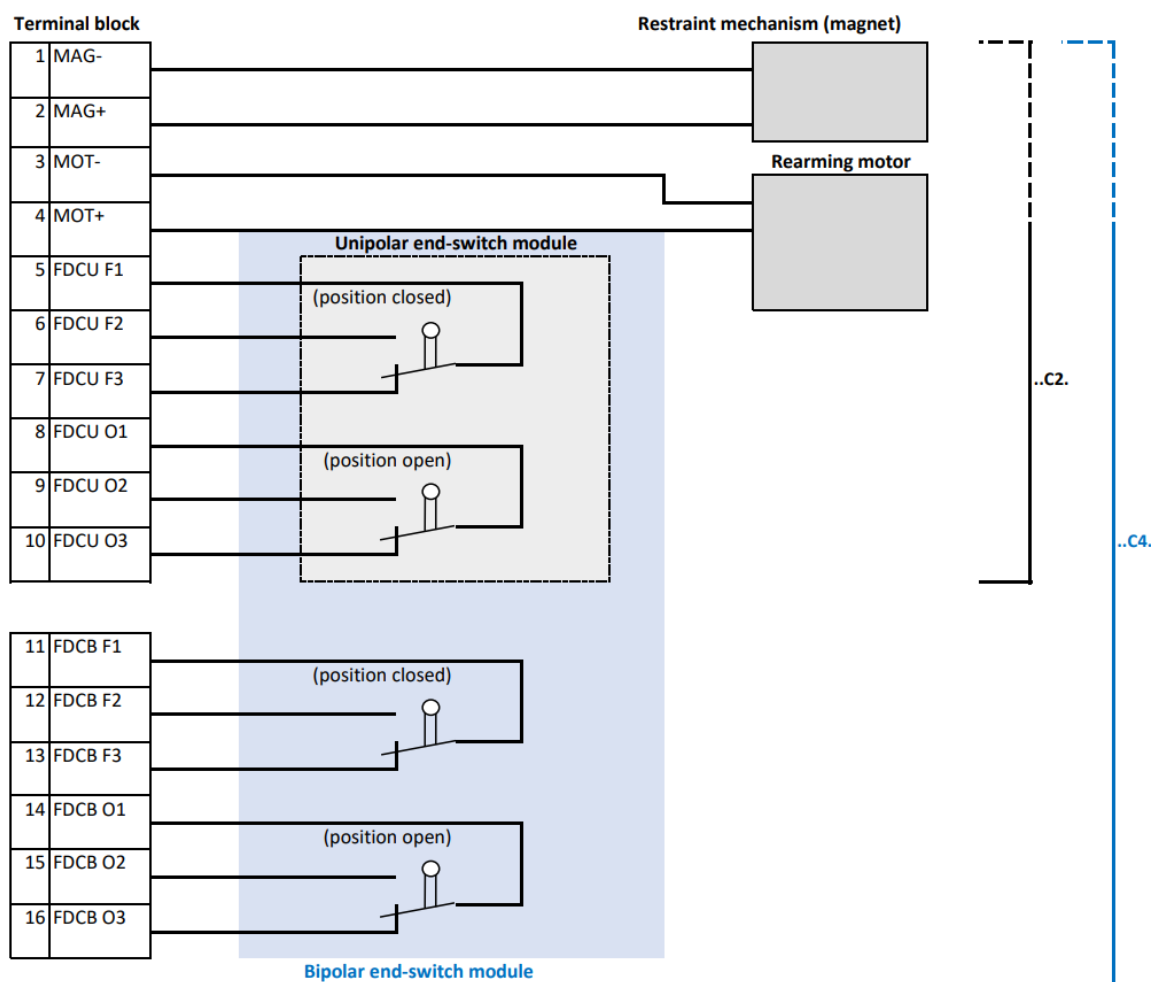 Terminal block
Restraint mechanism (magnet)
1 MAG-
2 MAG+
3 MOT-
Rearming motor
4 MOT+
Unipolar end-switch module
5 FDCU F1
(position closed)
6 FDCU F2
7 FDCU F3
..C2.
8 FDCU O1
(position open)
9 FDCU O2
10 FDCU O3
..C4.
11 FDCB F1
(position closed)
12 FDCB F2
13 FDCB F3
14 FDCB O1
(position open)
15 FDCB O2
16 FDCB O3
Bipolar end-switch module